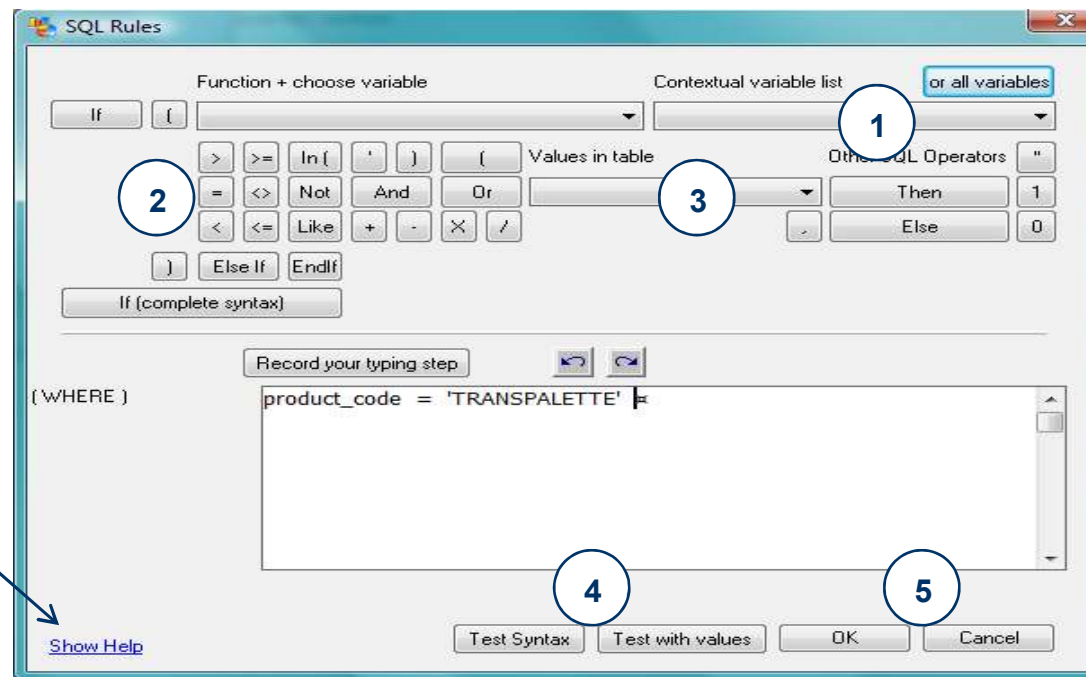 SQL Rules
Function + choose variable Contextual variable list or all variables
If (
1
> >= In ( ' ) ( Values in table Other SQL Operators "
2 = <> Not And Or 3 Then 1
< <= Like + - X / , Else 0
) Else If EndIf
If (complete syntax)
Record your typing step
( WHERE ) product_code = 'TRANSPALETTE' ¤
4 5
Show Help Test Syntax Test with values OK Cancel